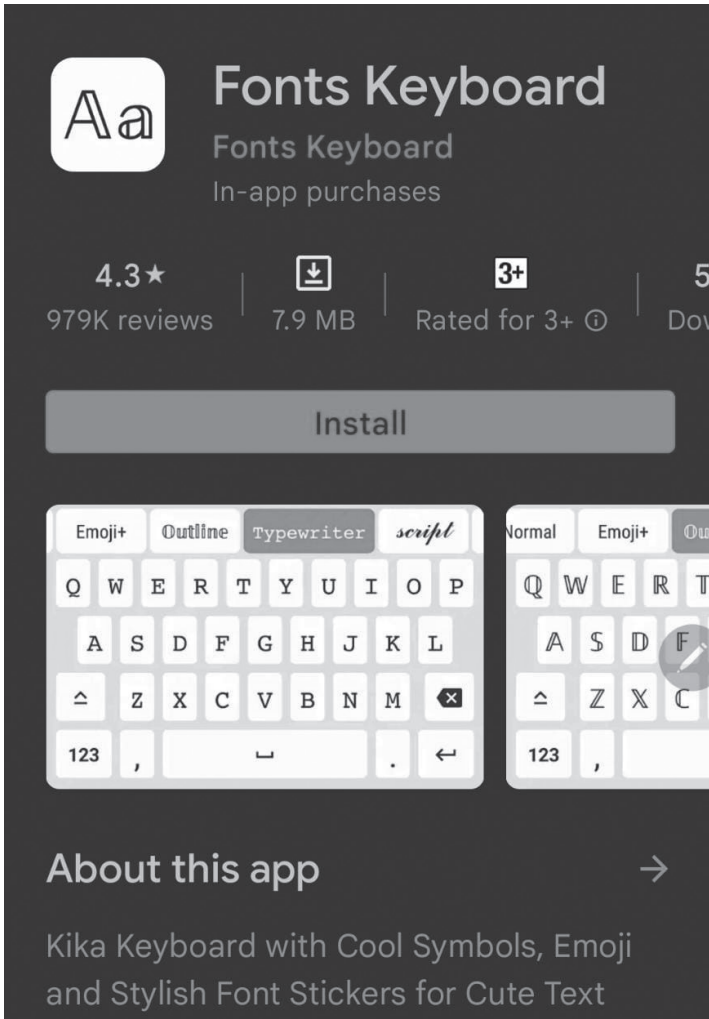 Aa
Fonts Keyboard
Fonts Keyboard
In-app purchases
4.3★
3+
979K reviews
7.9 MB
Rated for 3+
Install
Emoji+ Outline Typewriter script
Q W E R T Y U I O P
A S D F G H J K L
Z X C V B N M
123 , .
Normal Emoji+
ℚ 𝕎 𝔼 ℝ 𝕋
𝔸 𝕊 𝔻 𝔽
ℤ 𝕏 ℂ
123 ,
About this app
Kika Keyboard with Cool Symbols, Emoji
and Stylish Font Stickers for Cute Text